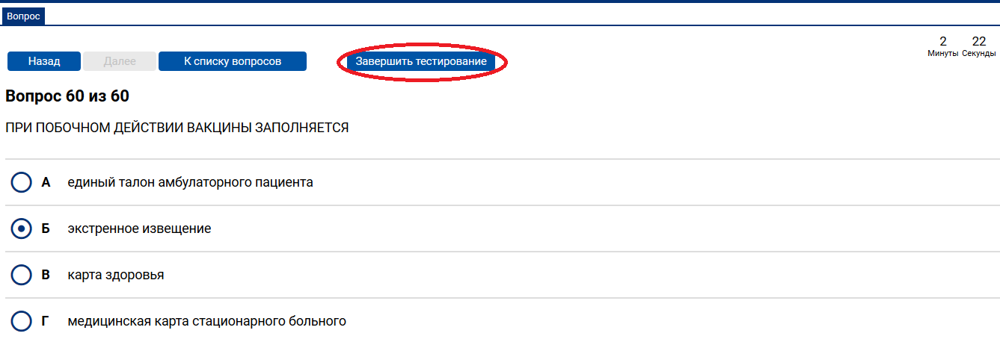 Вопрос
2 22
Минуты Секунды
Назад Далее К списку вопросов Завершить тестирование
Вопрос 60 из 60
ПРИ ПОБОЧНОМ ДЕЙСТВИИ ВАКЦИНЫ ЗАПОЛНЯЕТСЯ
А единый талон амбулаторного пациента
Б экстренное извещение
В карта здоровья
Г медицинская карта стационарного больного